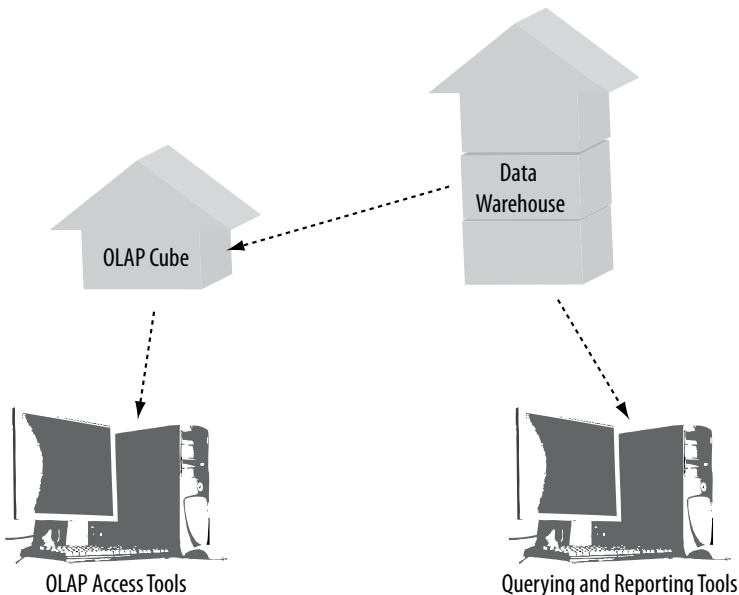 Data
Warehouse
OLAP Cube
OLAP Access Tools
Querying and Reporting Tools